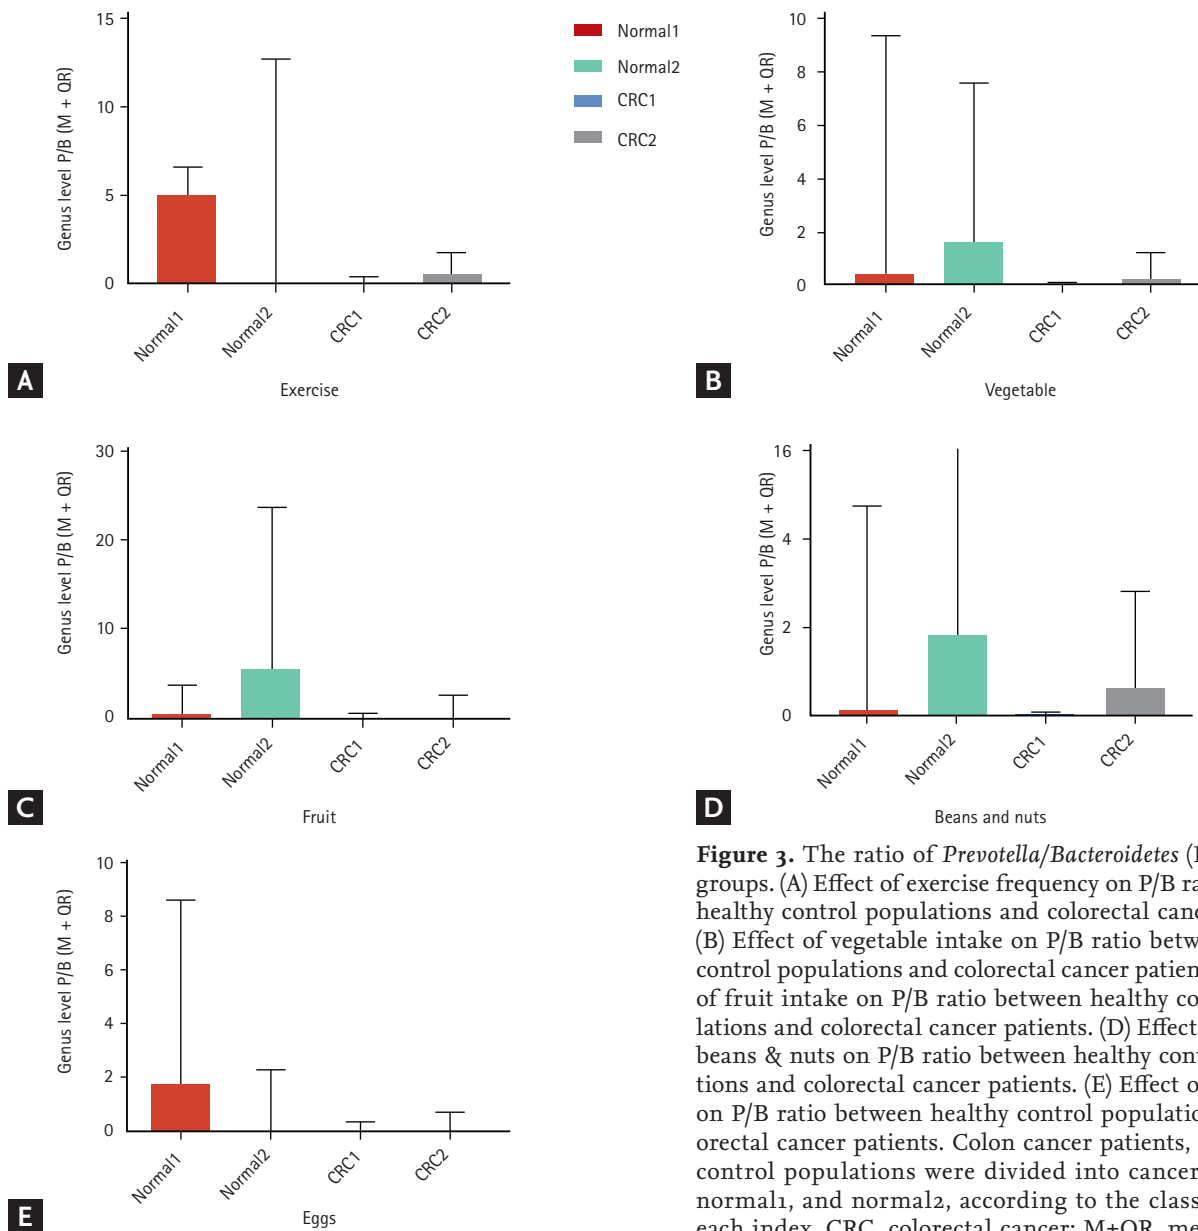 15
10
5
0
Genus level P/B (M + QR)
Normal1
Normal2
CRC1
CRC2
A
Exercise
Normal1
Normal2
CRC1
CRC2
10
8
6
4
2
0
Genus level P/B (M + QR)
Normal1
Normal2
CRC1
CRC2
B
Vegetable
30
20
10
0
Genus level P/B (M + QR)
Normal1
Normal2
CRC1
CRC2
C
Fruit
16
4
2
0
Genus level P/B (M + QR)
Normal1
Normal2
CRC1
CRC2
D
Beans and nuts
10
8
6
4
2
0
Genus level P/B (M + QR)
Normal1
Normal2
CRC1
CRC2
E
Eggs
Figure 3. The ratio of Prevotella/Bacteroidetes
groups. (A) Effect of exercise frequency on P/B ra
healthy control populations and colorectal canc
(B) Effect of vegetable intake on P/B ratio betw
control populations and colorectal cancer patien
of fruit intake on P/B ratio between healthy co
lations and colorectal cancer patients. (D) Effect
beans & nuts on P/B ratio between healthy cont
tions and colorectal cancer patients. (E) Effect o
on P/B ratio between healthy control populatio
orectal cancer patients. Colon cancer patients,
control populations were divided into cancer
normal1, and normal2, according to the class
each index. CRC, colorectal cancer; M+QR, me